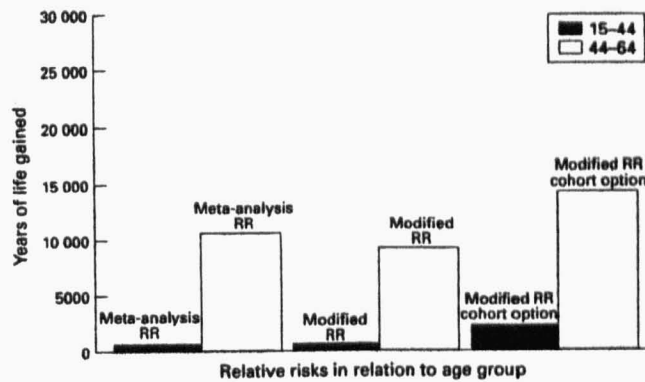 30 000
25 000
20 000
15 000
10 000
5000
0
Years of life gained
15–44
44–64
Meta-analysis
RR
Meta-analysis
RR
Modified
RR
Modified
RR
Modified RR
cohort option
Modified RR
cohort option
Relative risks in relation to age group